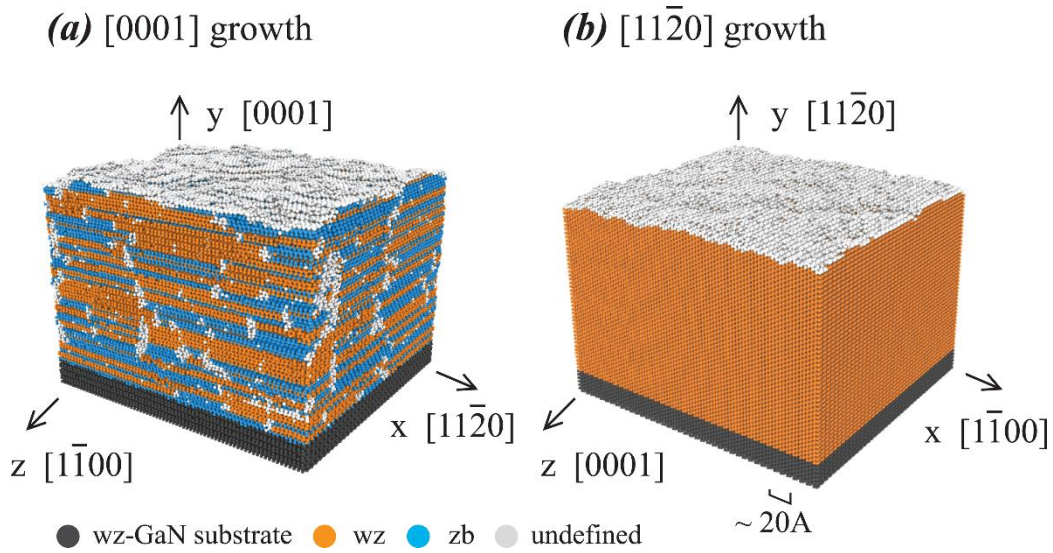 (a) [0001] growth
(b) [112̄0] growth
y [0001]
y [112̄0]
x [112̄0]
z [11̄00]
x [11̄00]
z [0001]
~ 20A
wz-GaN substrate wz zb undefined